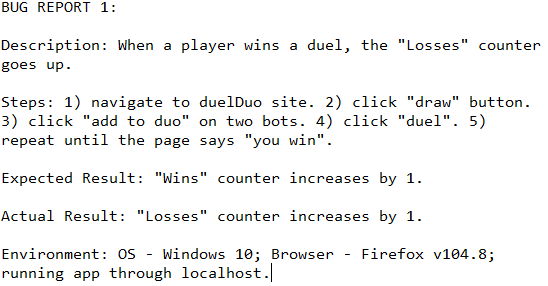 BUG REPORT 1:
Description: When a player wins a duel, the "Losses" counter
goes up.
Steps: 1) navigate to duelDuo site. 2) click "draw" button.
3) click "add to duo" on two bots. 4) click "duel". 5)
repeat until the page says "you win".
Expected Result: "Wins" counter increases by 1.
Actual Result: "Losses" counter increases by 1.
Environment: OS - Windows 10; Browser - Firefox v104.8;
running app through localhost.